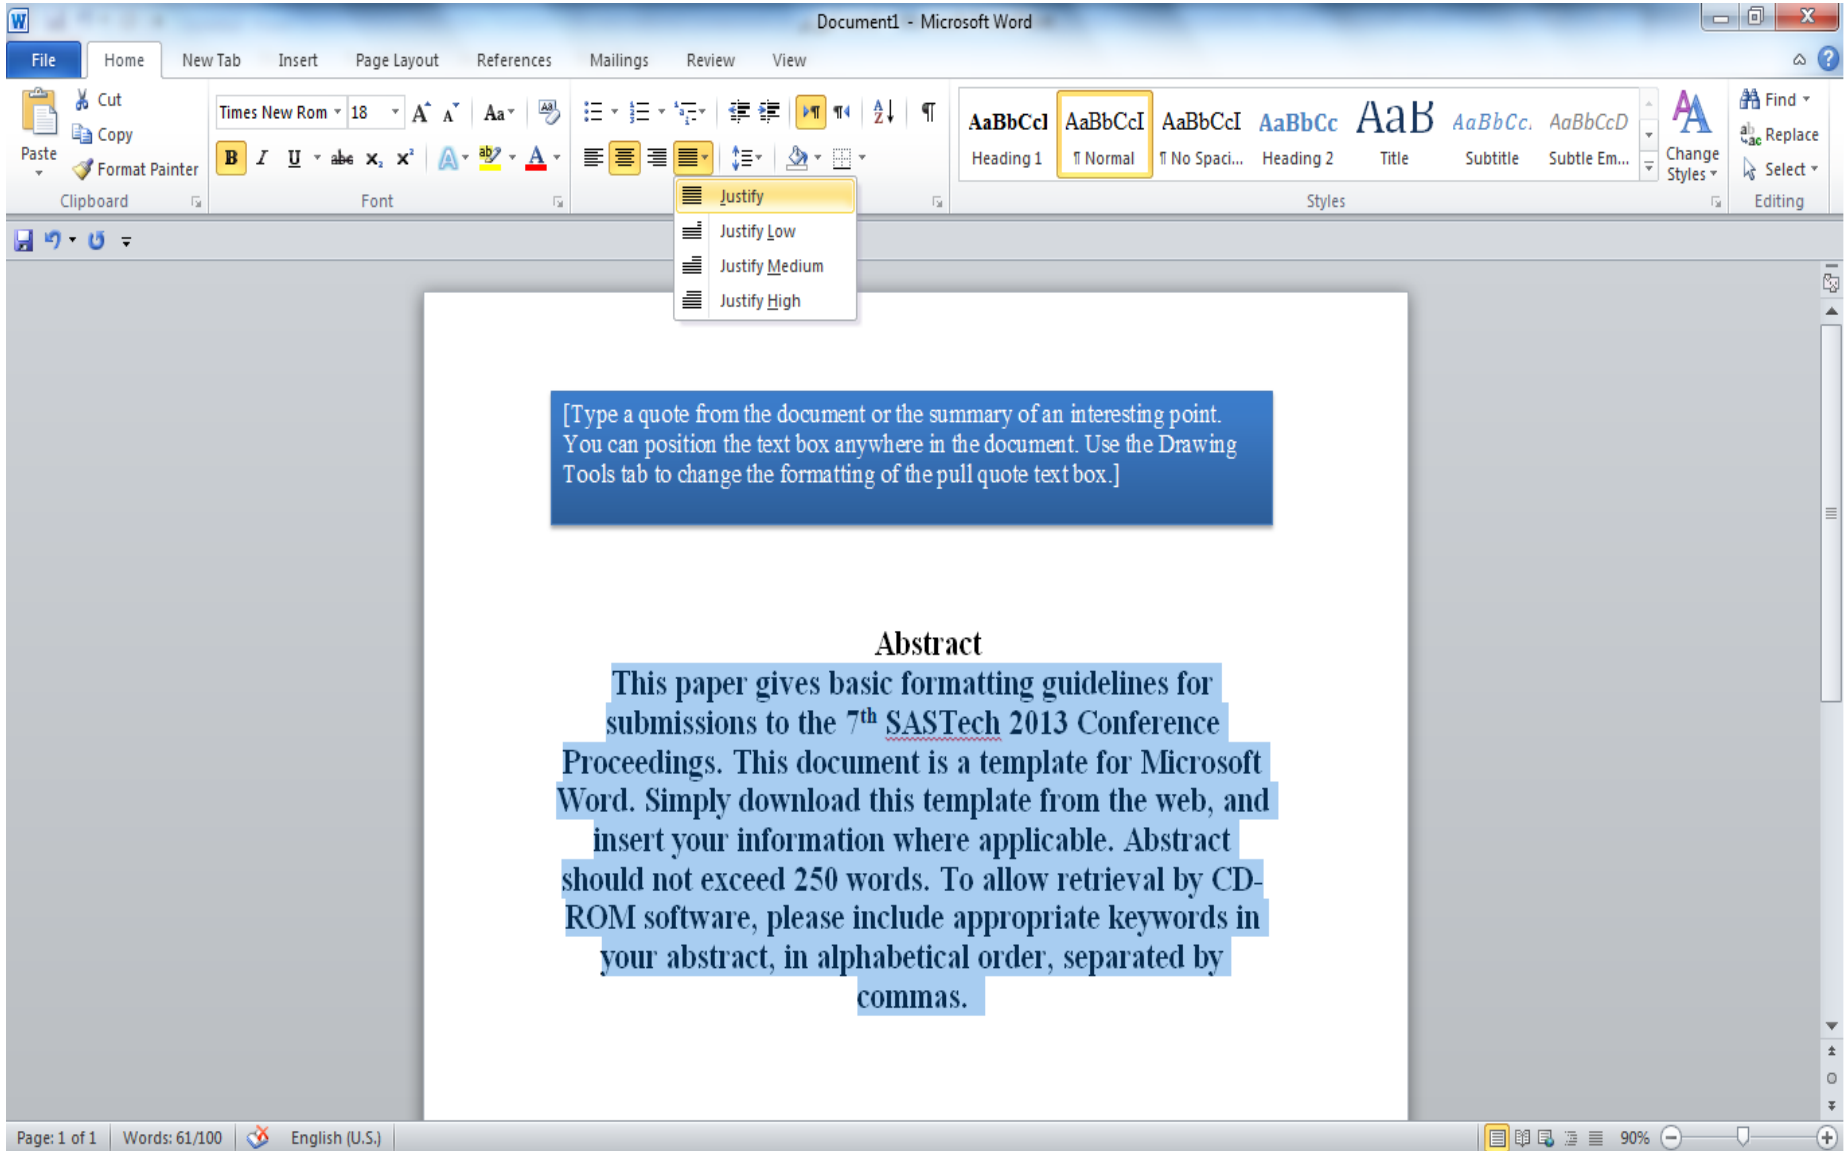 Document1 - Microsoft Word
File Home New Tab Insert Page Layout References Mailings Review View
Cut
Copy
Format Painter
Paste
Clipboard
Times New Rom 18
Font
Justify
Justify Low
Justify Medium
Justify High
AaBbCcI AaBbCcI AaBbCcI AaBbCc AaB AaBbCc. AaBbCcD
Heading 1 ¶ Normal ¶ No Spaci... Heading 2 Title Subtitle Subtle Em...
Change
Styles
Styles
Find
Replace
Select
Editing
[Type a quote from the document or the summary of an interesting point.
You can position the text box anywhere in the document. Use the Drawing
Tools tab to change the formatting of the pull quote text box.]
Abstract
This paper gives basic formatting guidelines for
submissions to the 7th SASTech 2013 Conference
Proceedings. This document is a template for Microsoft
Word. Simply download this template from the web, and
insert your information where applicable. Abstract
should not exceed 250 words. To allow retrieval by CD-
ROM software, please include appropriate keywords in
your abstract, in alphabetical order, separated by
commas.
Page: 1 of 1 Words: 61/100 English (U.S.) 90%